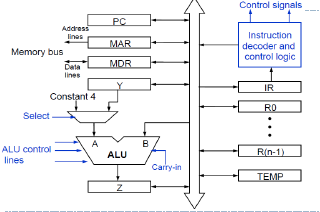 Control signals
PC
Address
lines
MAR
Instruction
decoder and
control logic
Memory bus
MDR
Data
lines
Y
IR
Constant 4
R0
Select
A
B
ALU
ALU control
lines
R(n-1)
Carry-in
Z
TEMP